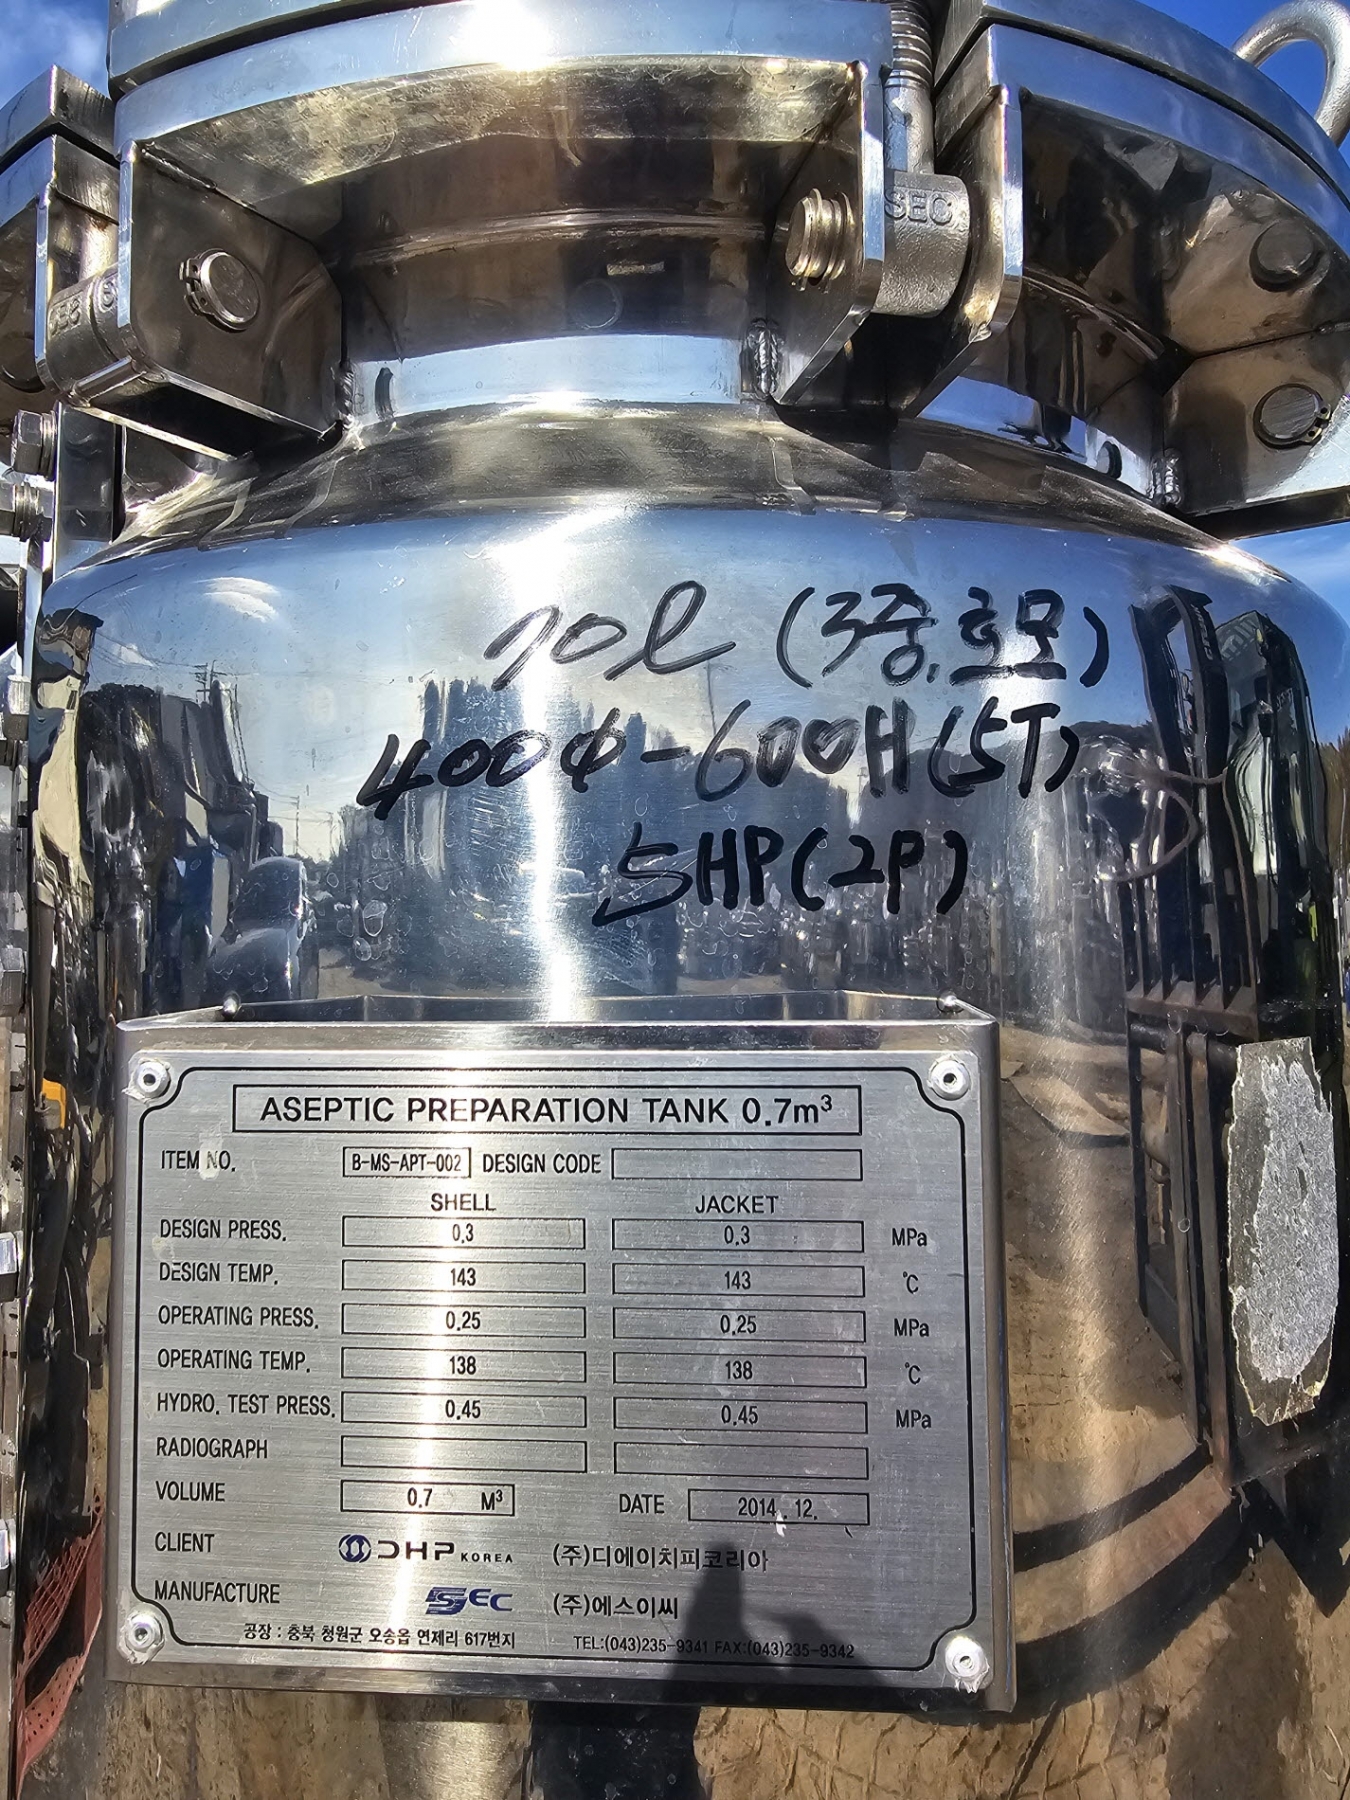 SEC
SEC
70l (3중, 호모)
400ϕ-600H (5T)
5HP (2P)
ASEPTIC PREPARATION TANK 0.7m³
ITEM NO. B-MS-APT-002 DESIGN CODE
SHELL JACKET
DESIGN PRESS. 0.3 0.3 MPa
DESIGN TEMP. 143 143 ℃
OPERATING PRESS. 0.25 0.25 MPa
OPERATING TEMP. 138 138 ℃
HYDRO. TEST PRESS. 0.45 0.45 MPa
RADIOGRAPH
VOLUME 0.7 M³ DATE 2014. 12.
CLIENT DHP KOREA (주)디에이치피코리아
MANUFACTURE SEC (주)에스이씨
공장 : 충북 청원군 오송읍 연제리 617번지 TEL:(043)235-9341 FAX:(043)235-9342